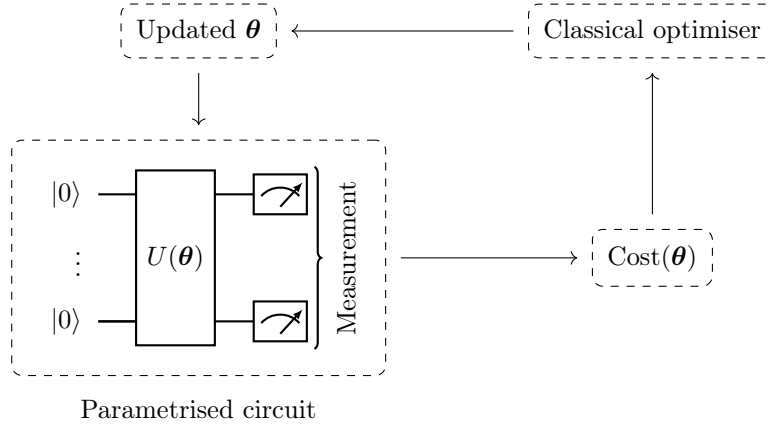 Updated θ
Classical optimiser
|0⟩
⋮
|0⟩
U(θ)
Measurement
Cost(θ)
Parametrised circuit